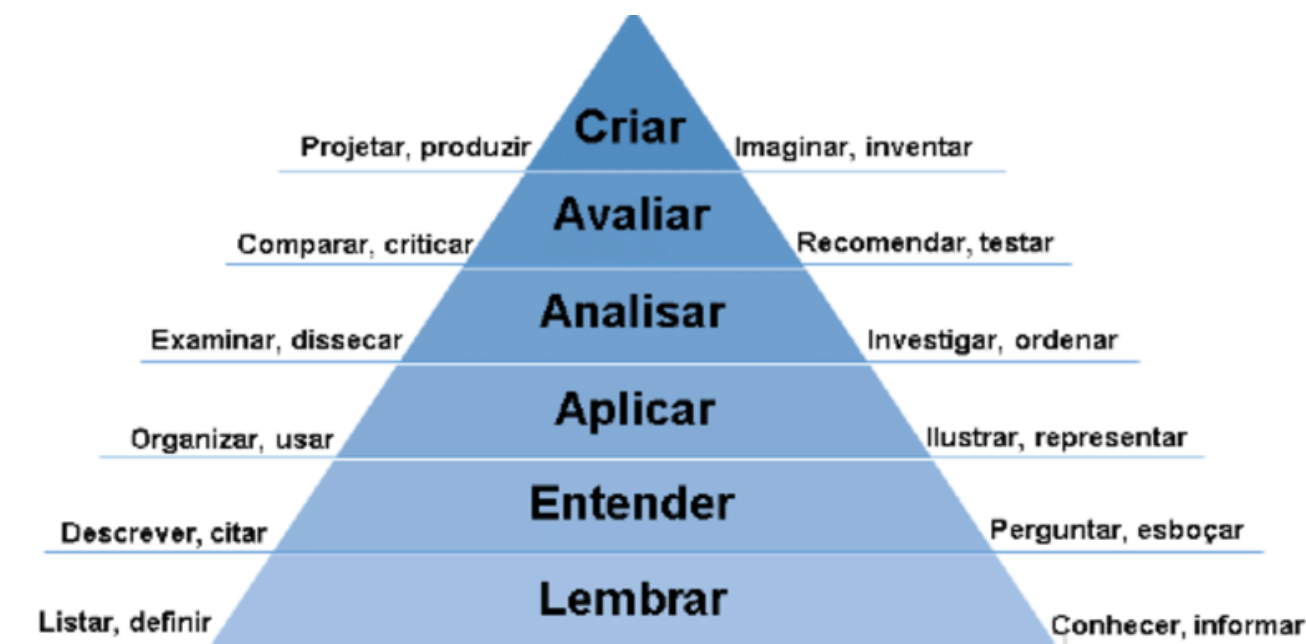 Criar
Projetar, produzir
Imaginar, inventar
Avaliar
Comparar, criticar
Recomendar, testar
Analisar
Examinar, dissecar
Investigar, ordenar
Aplicar
Organizar, usar
Ilustrar, representar
Entender
Descrever, citar
Perguntar, esboçar
Lembrar
Listar, definir
Conhecer, informar